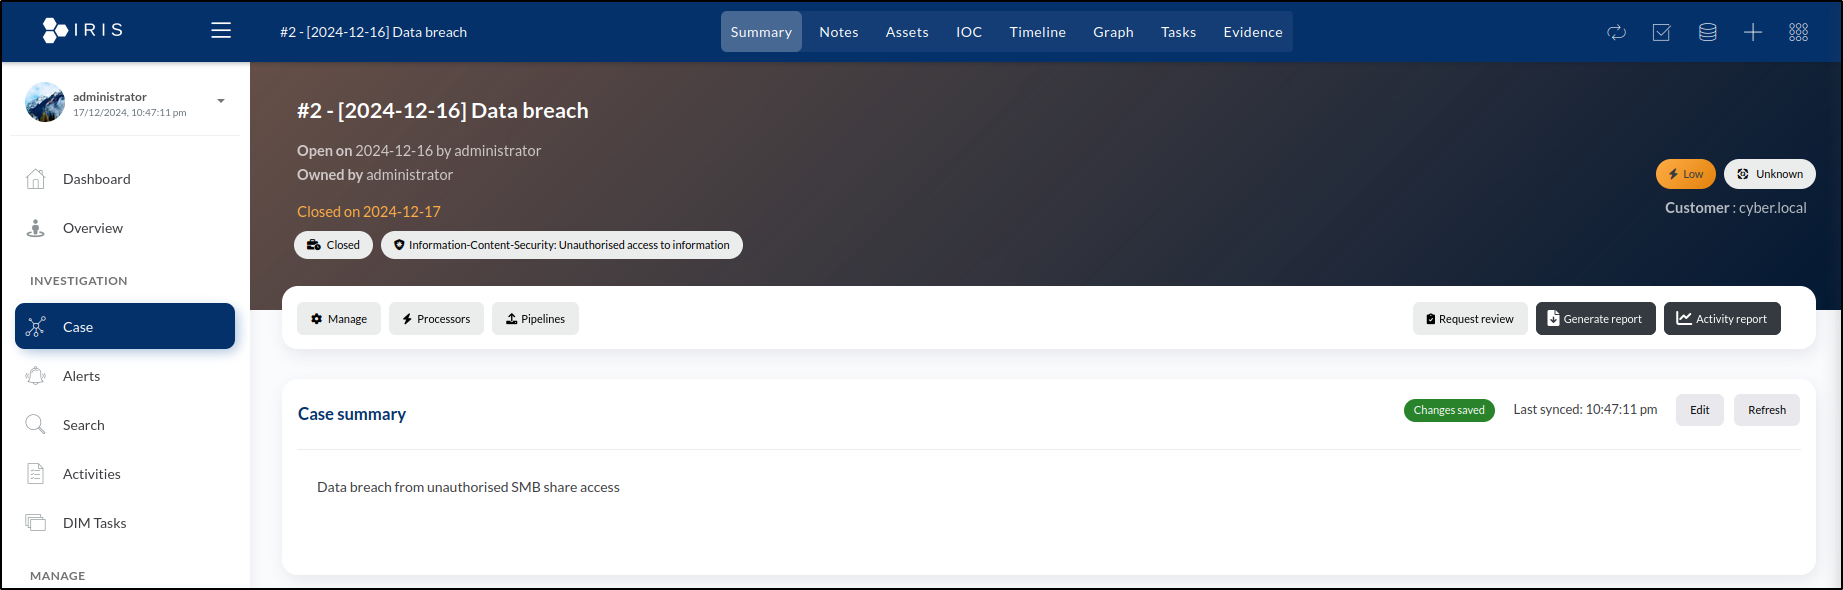 IRIS
#2 - [2024-12-16] Data breach
Summary Notes Assets IOC Timeline Graph Tasks Evidence
administrator
17/12/2024, 10:47:11 pm
Dashboard
Overview
INVESTIGATION
Case
Alerts
Search
Activities
DIM Tasks
MANAGE
#2 - [2024-12-16] Data breach
Open on 2024-12-16 by administrator
Owned by administrator
Closed on 2024-12-17
Closed Information-Content-Security: Unauthorised access to information
Low Unknown
Customer : cyber.local
Manage Processors Pipelines Request review Generate report Activity report
Case summary Changes saved Last synced: 10:47:11 pm Edit Refresh
Data breach from unauthorised SMB share access